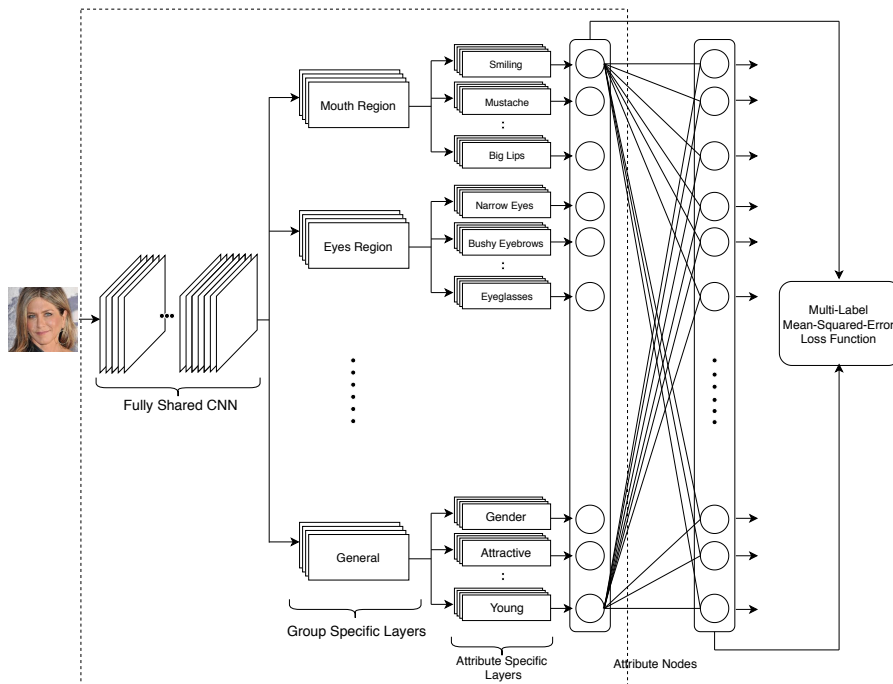 Smiling
Mouth Region
Mustache
:
Big Lips
Narrow Eyes
Eyes Region
Bushy Eyebrows
:
Eyeglasses
Multi-Label
Mean-Squared-Error
Loss Function
Fully Shared CNN
Gender
General
Attractive
:
Young
Group Specific Layers
Attribute Specific
Layers
Attribute Nodes